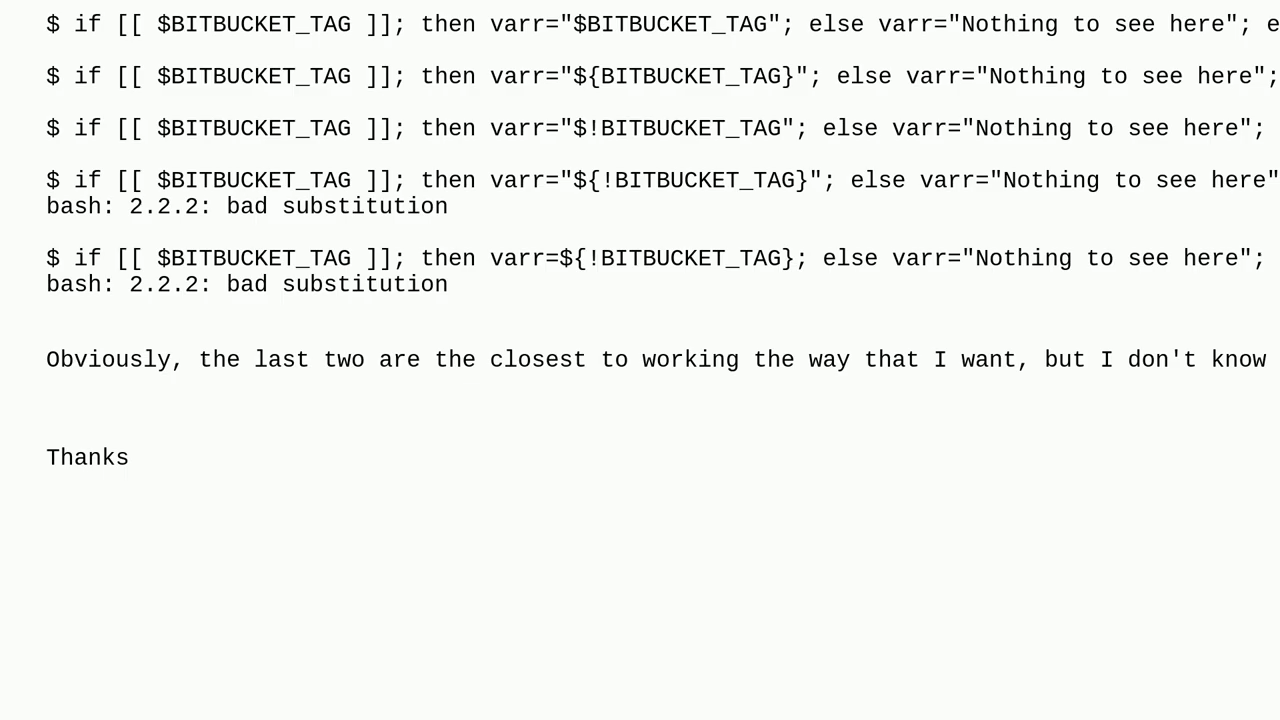 $ if [[ $BITBUCKET_TAG ]]; then varr="$BITBUCKET_TAG"; else varr="Nothing to see here"; e
$ if [[ $BITBUCKET_TAG ]]; then varr="${BITBUCKET_TAG}"; else varr="Nothing to see here";
$ if [[ $BITBUCKET_TAG ]]; then varr="$!BITBUCKET_TAG"; else varr="Nothing to see here";
$ if [[ $BITBUCKET_TAG ]]; then varr="${!BITBUCKET_TAG}"; else varr="Nothing to see here"
bash: 2.2.2: bad substitution
$ if [[ $BITBUCKET_TAG ]]; then varr=${!BITBUCKET_TAG}; else varr="Nothing to see here";
bash: 2.2.2: bad substitution
Obviously, the last two are the closest to working the way that I want, but I don't know
Thanks